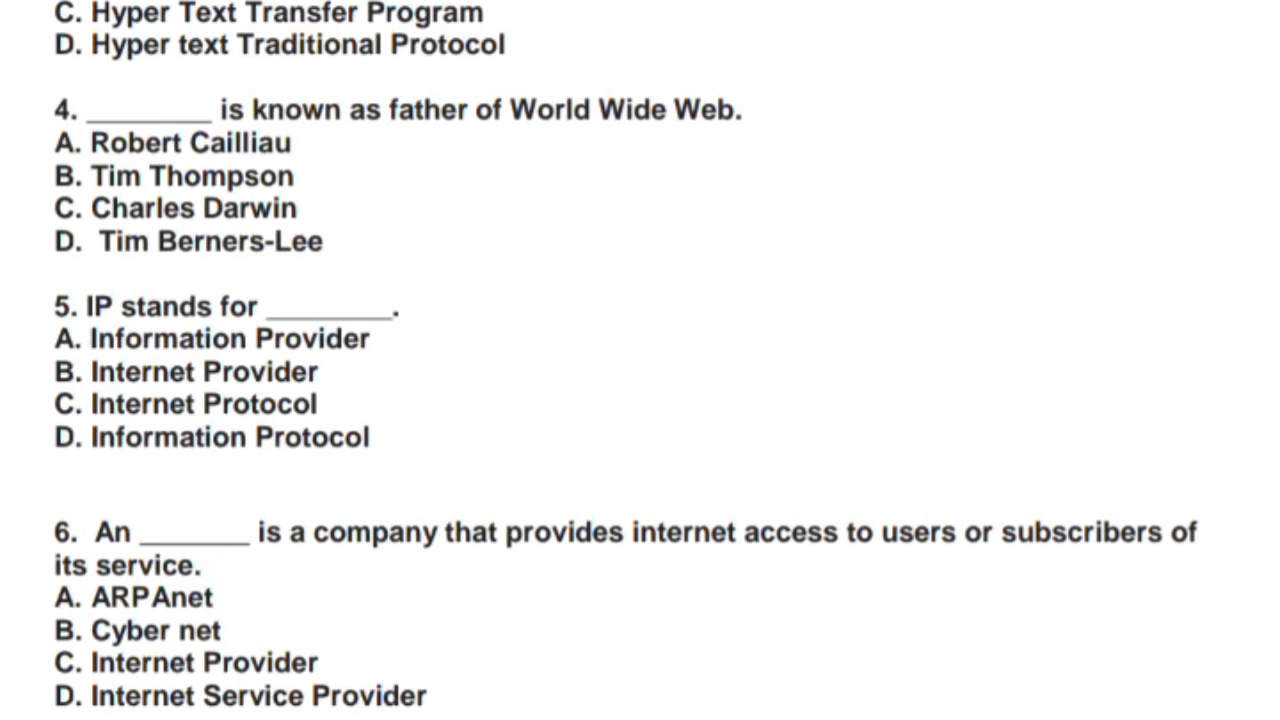 C. Hyper Text Transfer Program
D. Hyper text Traditional Protocol
4. ________ is known as father of World Wide Web.
A. Robert Cailliau
B. Tim Thompson
C. Charles Darwin
D. Tim Berners-Lee
5. IP stands for ________.
A. Information Provider
B. Internet Provider
C. Internet Protocol
D. Information Protocol
6. An _______ is a company that provides internet access to users or subscribers of
its service.
A. ARPAnet
B. Cyber net
C. Internet Provider
D. Internet Service Provider